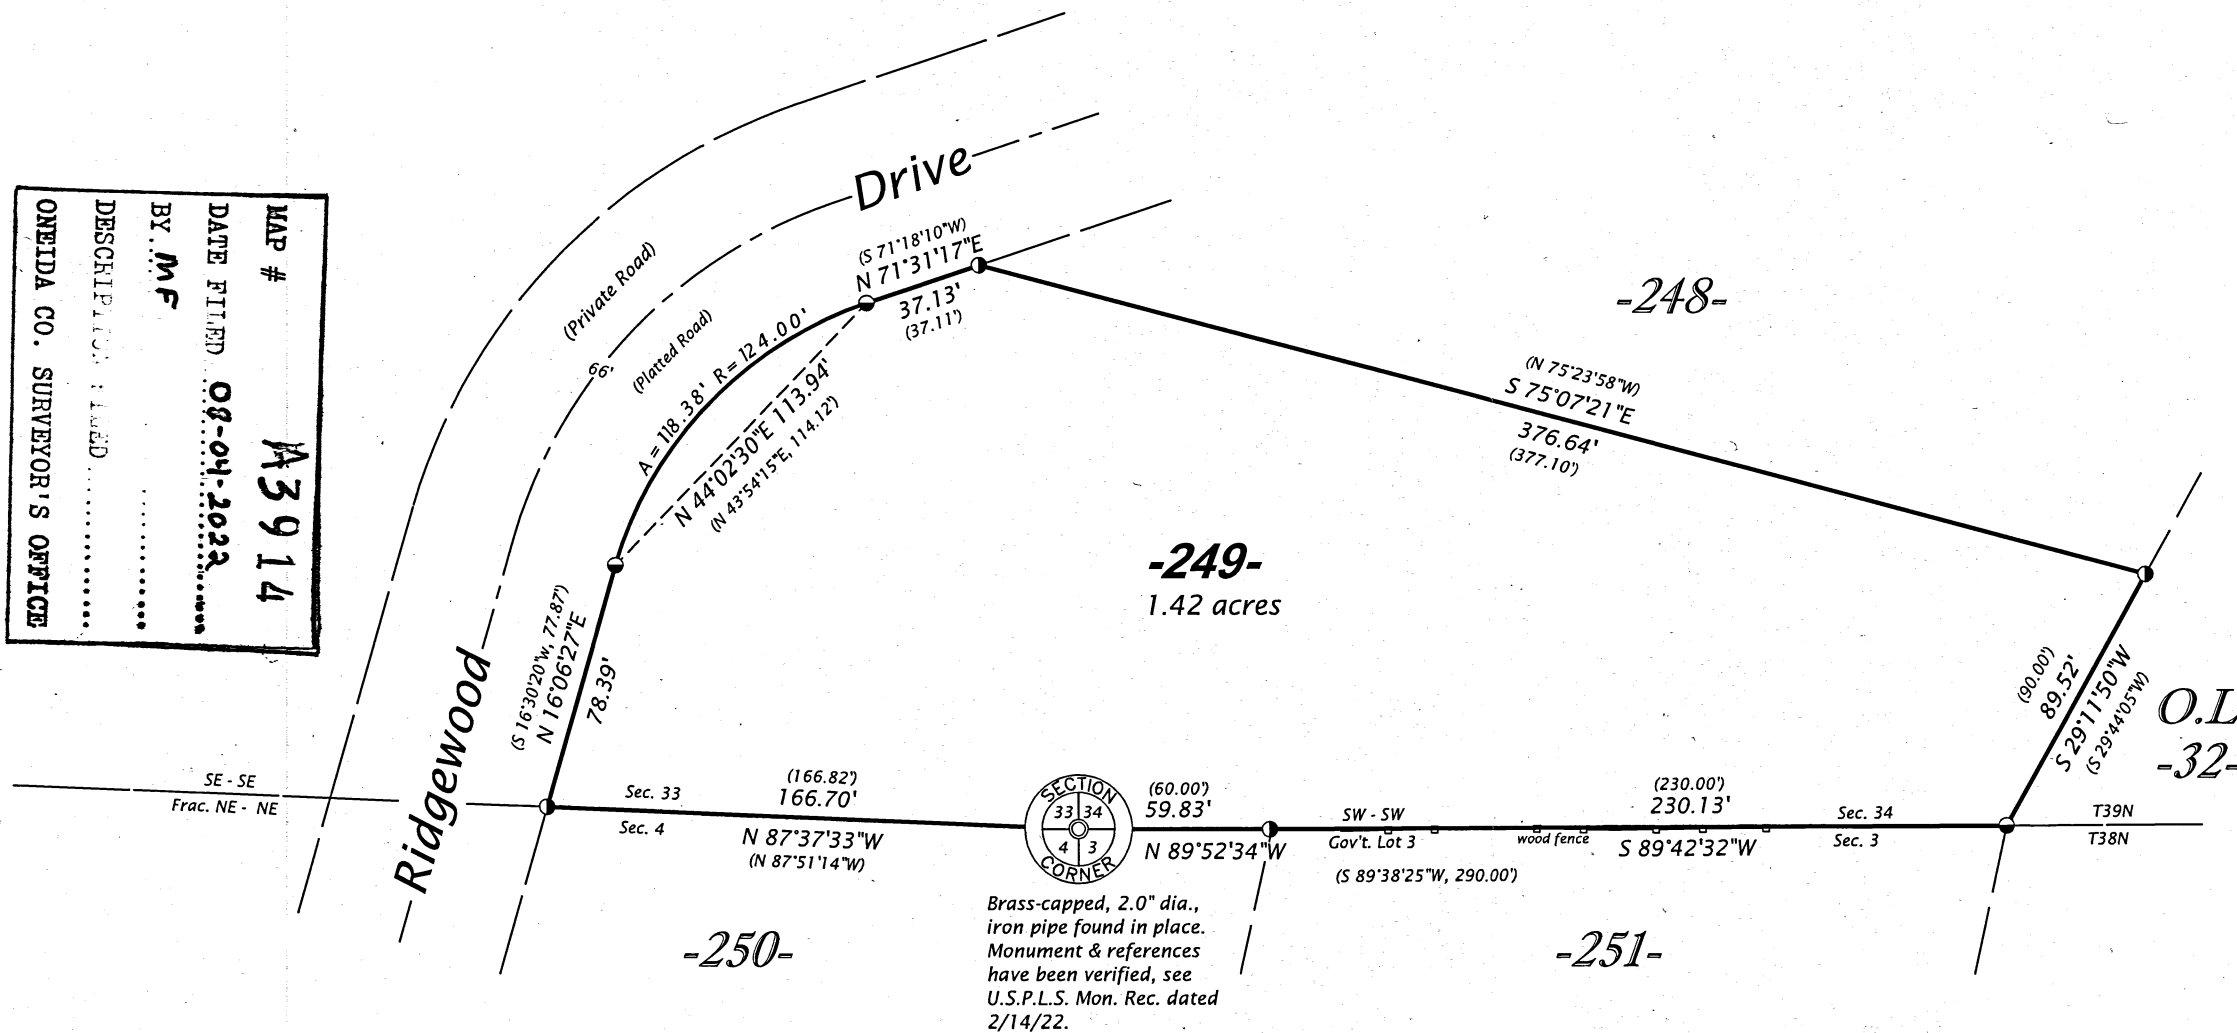 MAP # A3914
DATE FILED 08-04-2022
BY MF
ONEIDA CO. SURVEYOR'S OFFICE
Ridgewood
Drive
(Private Road)
66'
(Platted Road)
(S 71°18'10"W)
N 71°31'17"E
37.13'
(37.11')
A = 118.38' R = 124.00'
N 44°02'30"E 113.94'
(N 43°54'15"E, 114.12')
-248-
(N 75°23'58"W)
S 75°07'21"E
376.64'
(377.10')
-249-
1.42 acres
(S 16°30'20"W, 77.87')
N 16°06'27"E
78.39'
(90.00')
89.52'
S 29°11'50"W
(S 29°44'05"W)
O.L
-32-
SE - SE
Frac. NE - NE
Sec. 33
Sec. 4
(166.82')
166.70'
N 87°37'33"W
(N 87°51'14"W)
SECTION
33 34
4 3
CORNER
(60.00')
59.83'
N 89°52'34"W
SW - SW
Gov't. Lot 3
wood fence
(230.00')
230.13'
S 89°42'32"W
(S 89°38'25"W, 290.00')
Sec. 34
Sec. 3
T39N
T38N
Brass-capped, 2.0" dia.,
iron pipe found in place.
Monument & references
have been verified, see
U.S.P.L.S. Mon. Rec. dated
2/14/22.
-250-
-251-